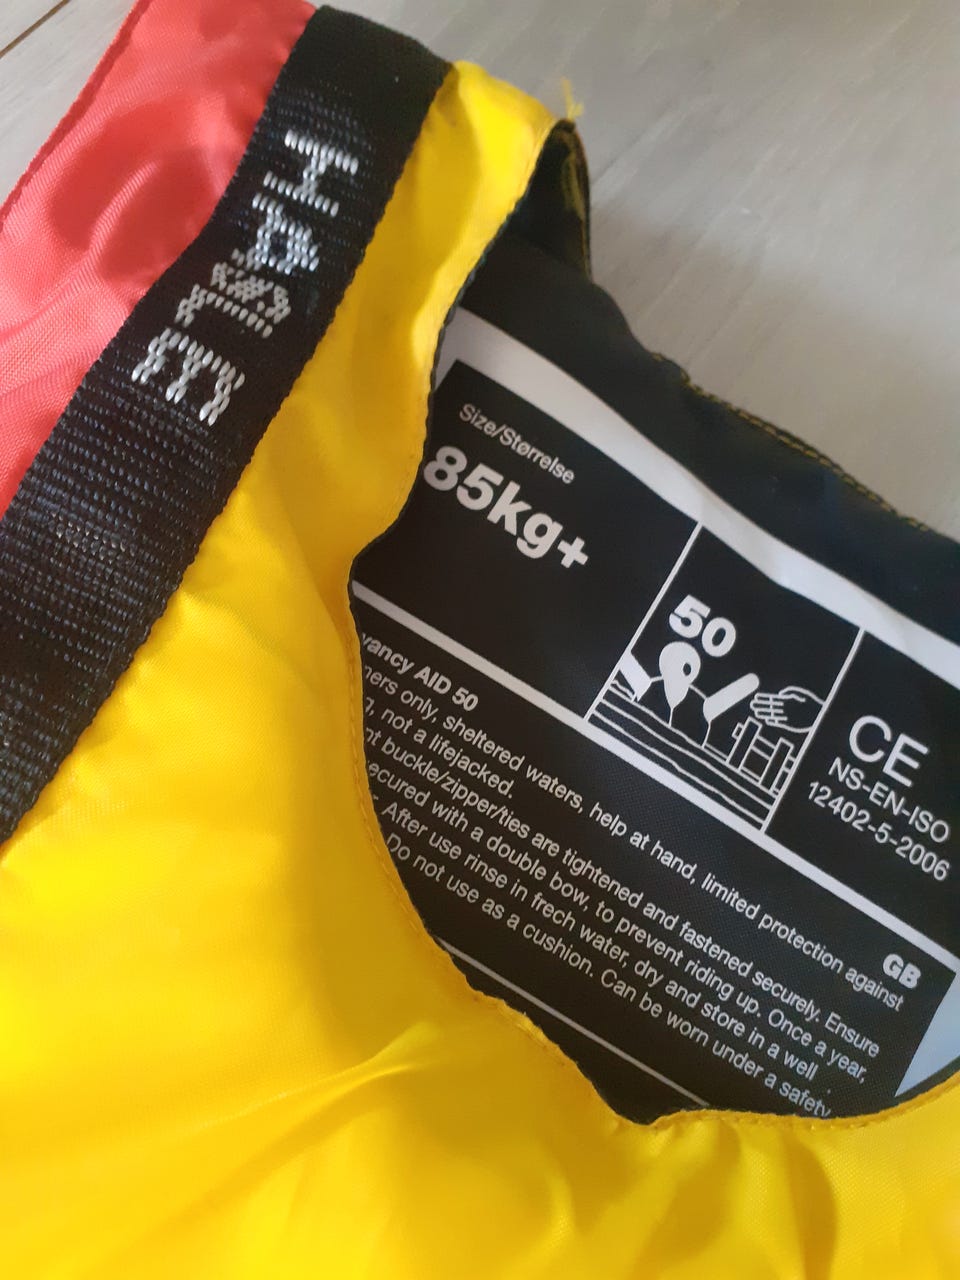 Size/Størrelse
85kg+
50
CE
NS-EN-ISO
12402-5-2006
GB
yancy AID 50
ners only, sheltered waters, help at hand, limited protection against
g, not a lifejacked.
nt buckle/zipper/ties are tightened and fastened securely. Ensure
ecured with a double bow, to prevent riding up. Once a year,
. After use rinse in frech water, dry and store in a well
Do not use as a cushion. Can be worn under a safety